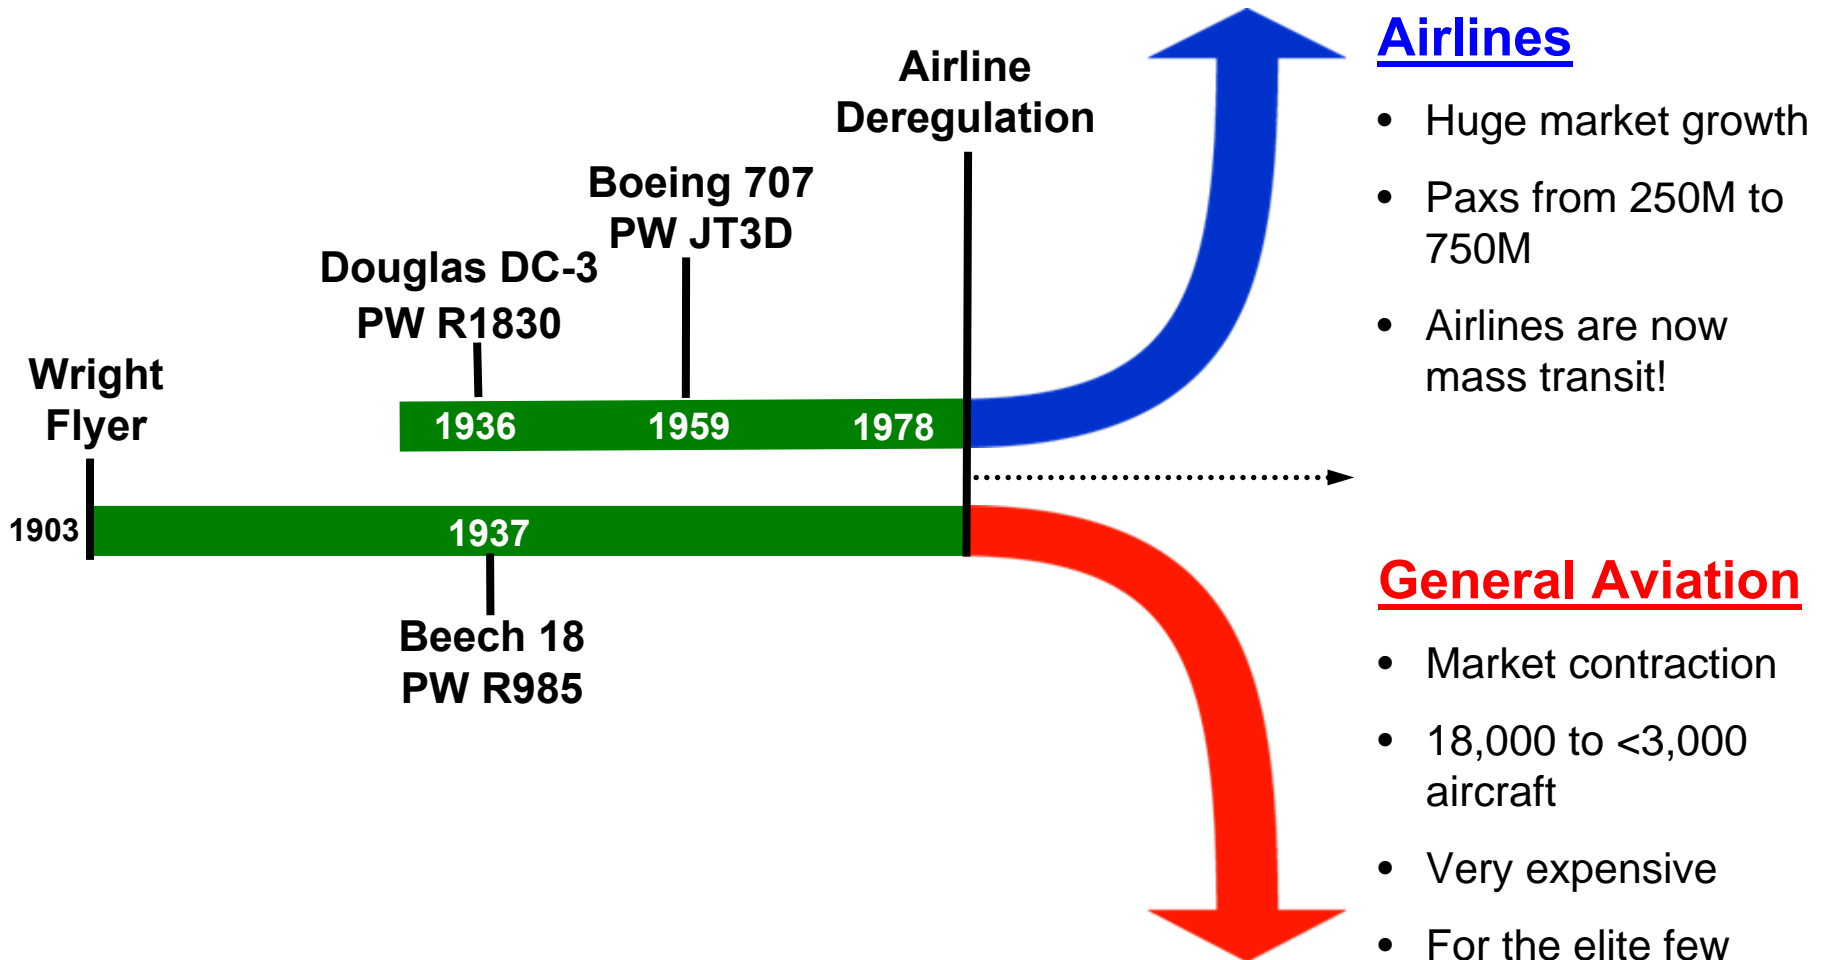 Airline
Deregulation
Boeing 707
PW JT3D
Douglas DC-3
PW R1830
Wright
Flyer
1936
1959
1978
1903
1937
Beech 18
PW R985
Airlines
• Huge market growth
• Paxs from 250M to
750M
• Airlines are now
mass transit!
General Aviation
• Market contraction
• 18,000 to <3,000
aircraft
• Very expensive
• For the elite few